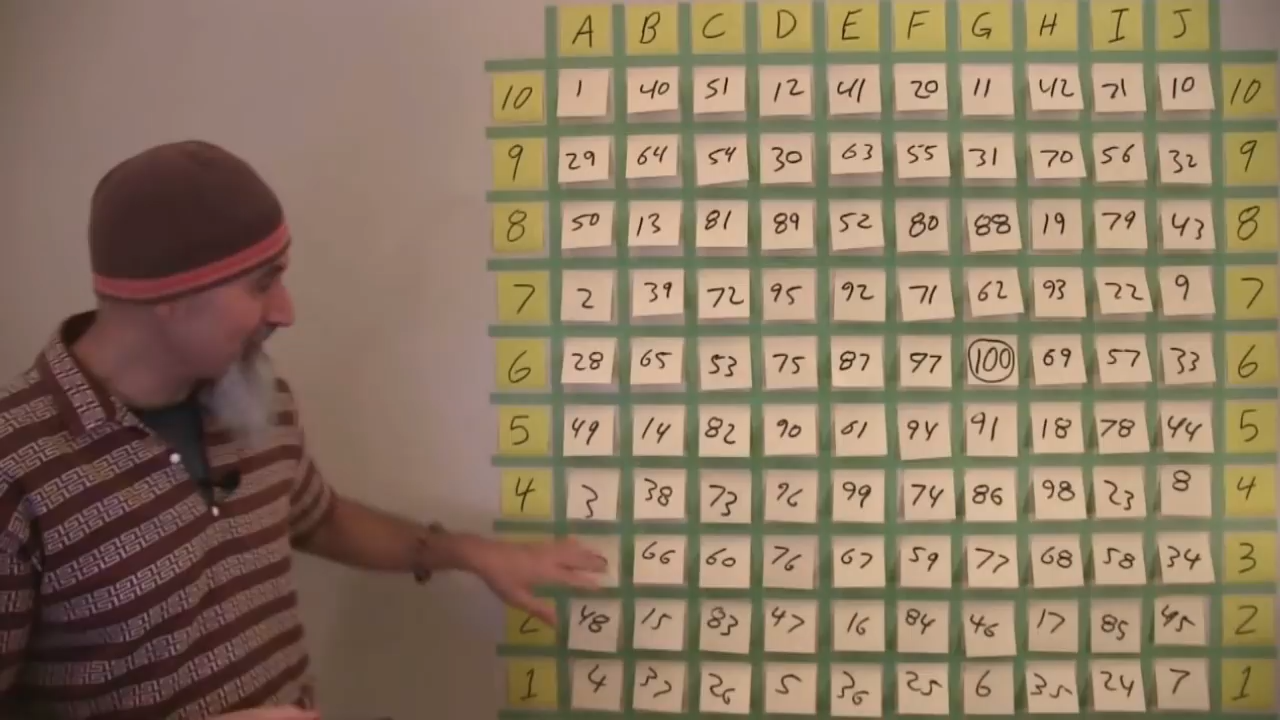 A B C D E F G H I J
10 1 40 51 12 41 20 11 42 21 10 10
9 29 64 54 30 63 55 31 70 56 32 9
8 50 13 81 89 52 80 88 19 79 43 8
7 2 39 72 95 92 71 62 93 22 9 7
6 28 65 53 75 87 97 100 69 57 33 6
5 49 14 82 90 61 94 91 18 78 44 5
4 3 38 73 96 99 74 86 98 23 8 4
66 60 76 67 59 77 68 58 34 3
2 48 15 83 47 16 84 46 17 85 45 2
1 4 37 26 5 36 25 6 35 24 7 1